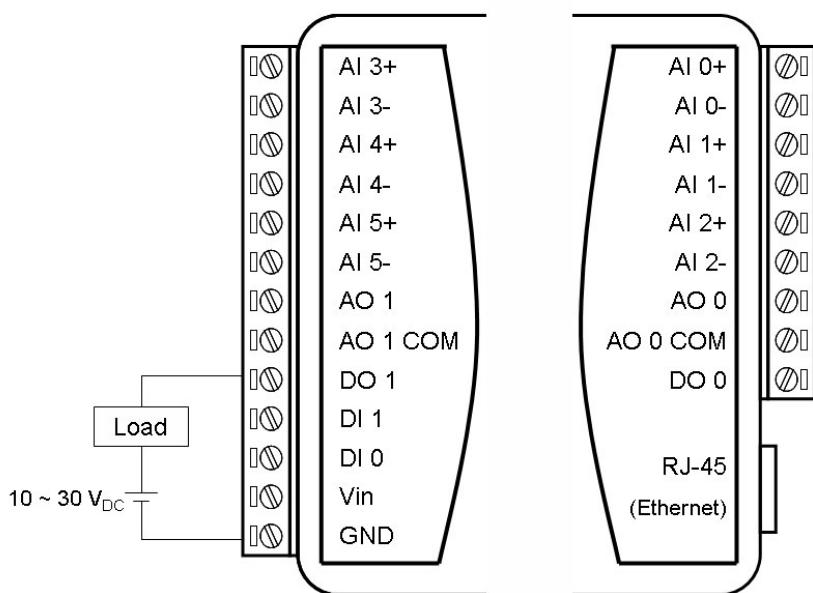 AI 3+
AI 3-
AI 4+
AI 4-
AI 5+
AI 5-
AO 1
AO 1 COM
DO 1
DI 1
DI 0
Vin
GND
Load
10 ~ 30 VDC
AI 0+
AI 0-
AI 1+
AI 1-
AI 2+
AI 2-
AO 0
AO 0 COM
DO 0
RJ-45
(Ethernet)